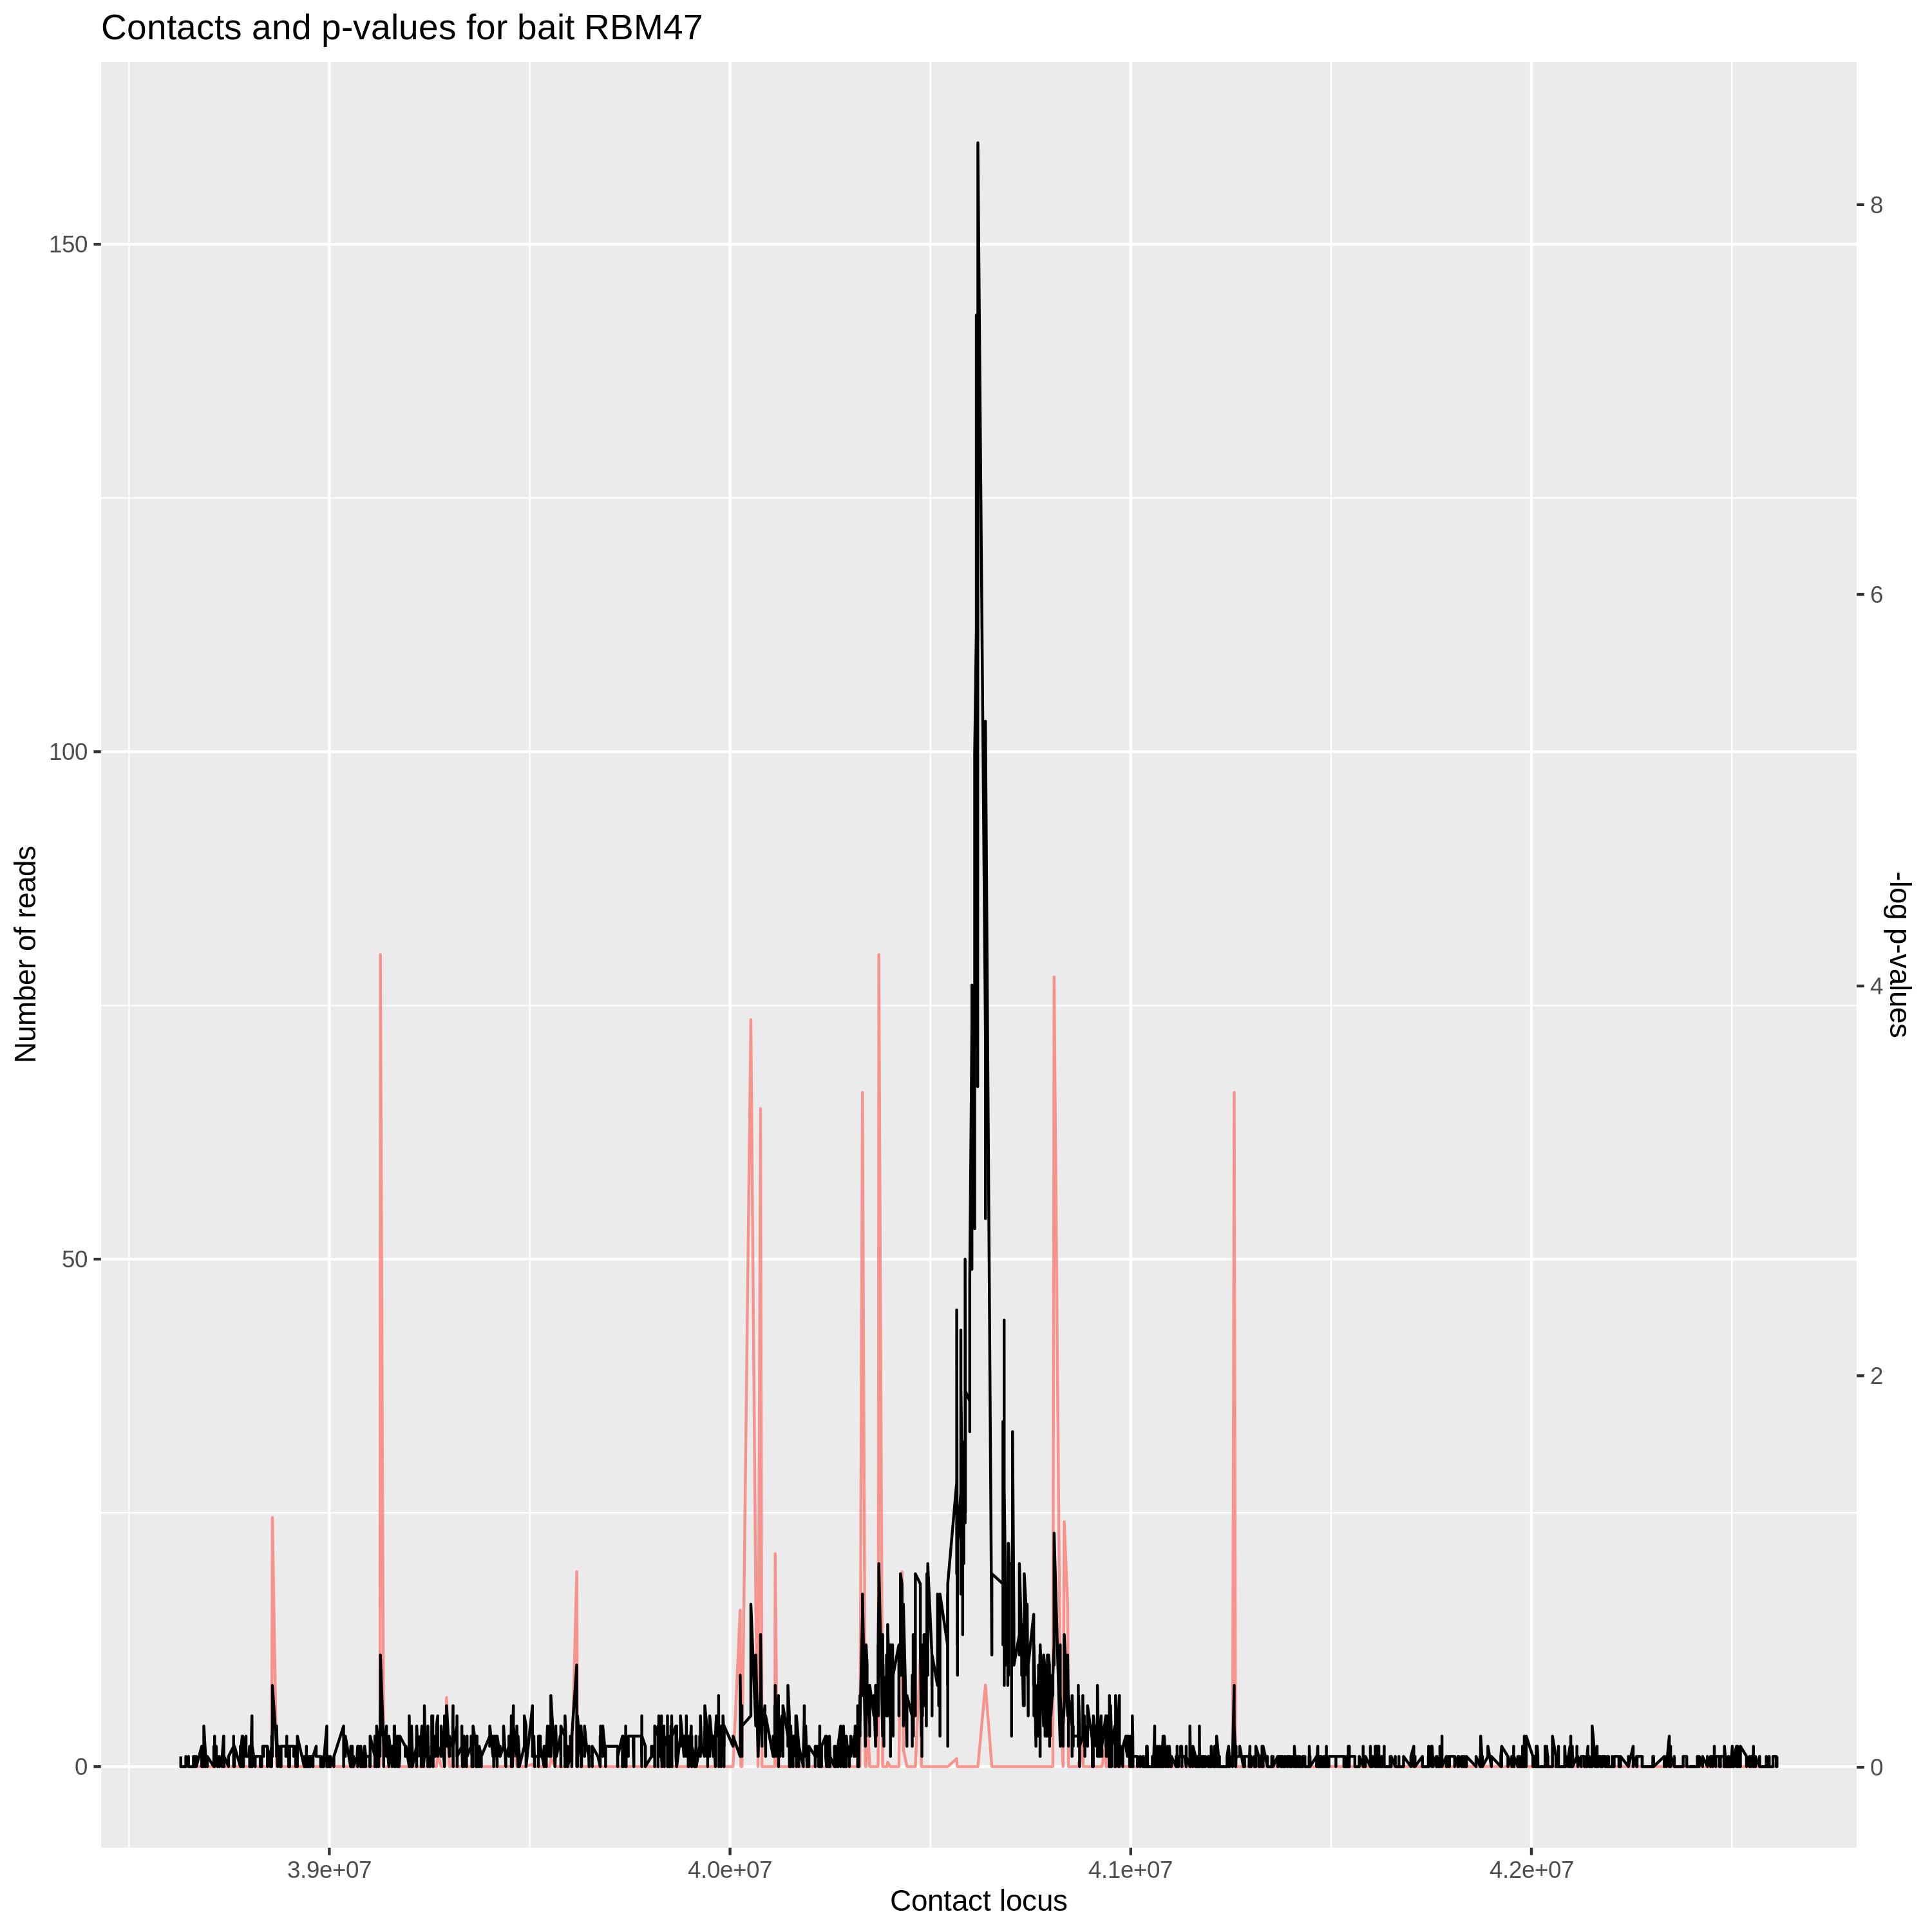 Contacts and p-values for bait RBM47
150
100
50
0
8
6
4
2
0
Number of reads
-log p-values
3.9e+07
4.0e+07
4.1e+07
4.2e+07
Contact locus